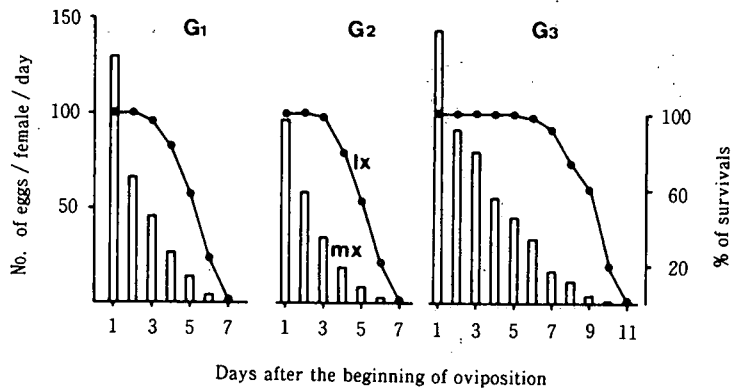 No. of eggs / female / day
150
100
50
G1
G2
G3
lx
mx
100
60
20
% of survivals
1 3 5 7
1 3 5 7
1 3 5 7 9 11
Days after the beginning of oviposition